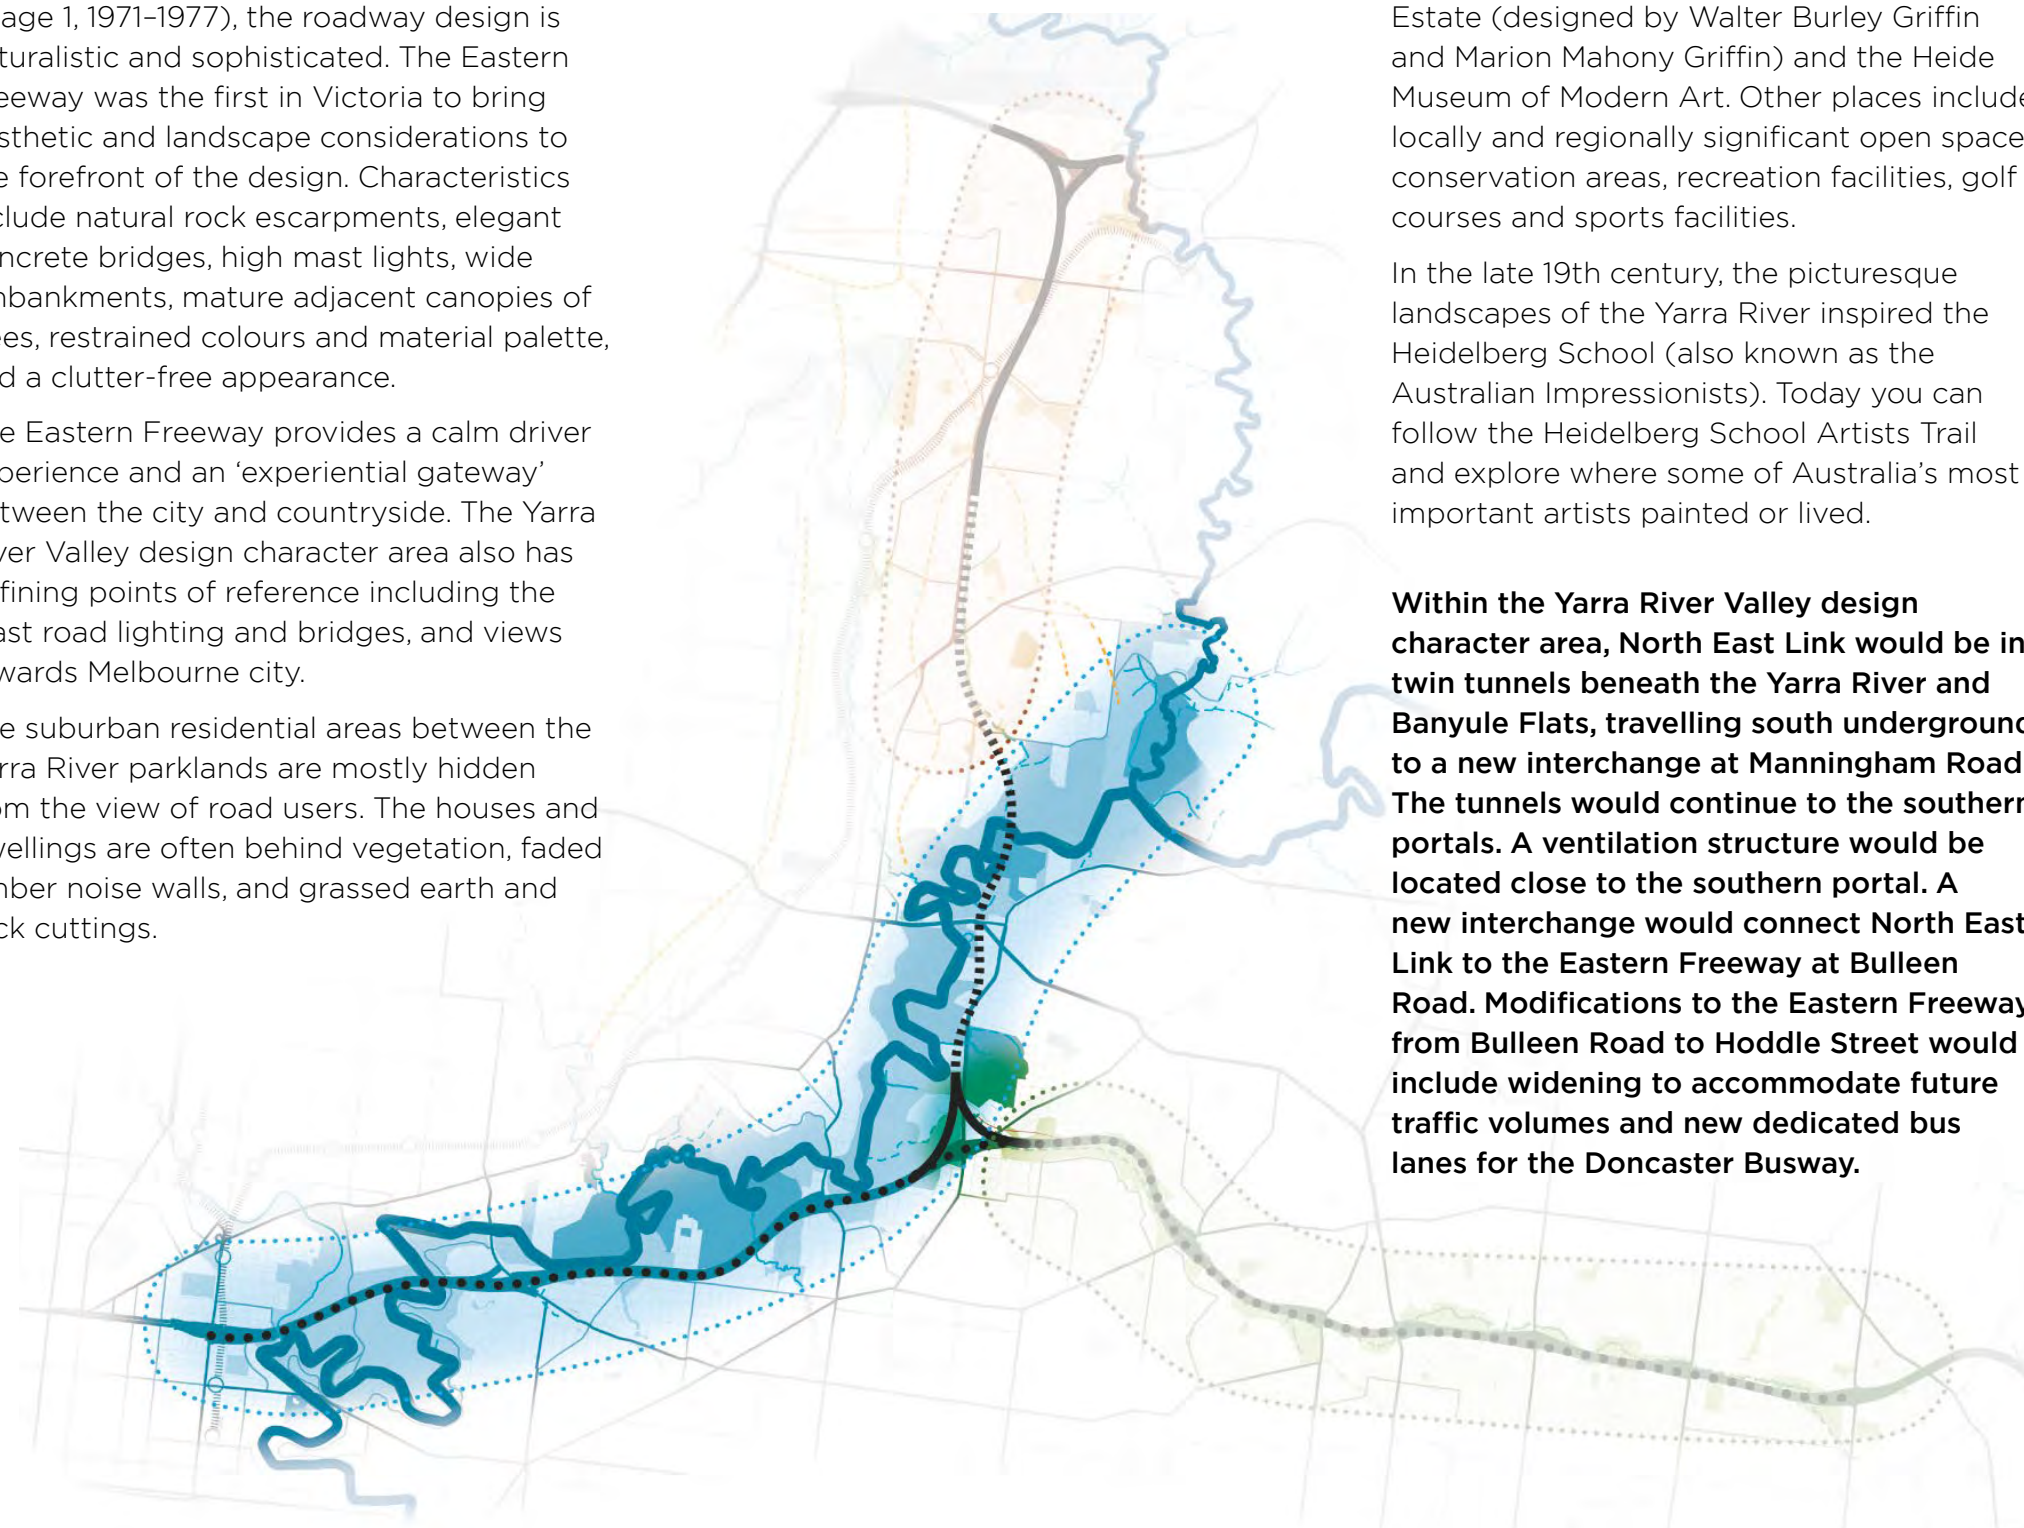 age 1, 1971–1977), the roadway design is
turalistic and sophisticated. The Eastern
eeway was the first in Victoria to bring
sthetic and landscape considerations to
e forefront of the design. Characteristics
clude natural rock escarpments, elegant
ncrete bridges, high mast lights, wide
nbankments, mature adjacent canopies of
ees, restrained colours and material palette,
d a clutter-free appearance.
e Eastern Freeway provides a calm driver
perience and an ‘experiential gateway’
tween the city and countryside. The Yarra
ver Valley design character area also has
fining points of reference including the
ast road lighting and bridges, and views
wards Melbourne city.
e suburban residential areas between the
rra River parklands are mostly hidden
om the view of road users. The houses and
wellings are often behind vegetation, faded
nber noise walls, and grassed earth and
ck cuttings.
Estate (designed by Walter Burley Griffin
and Marion Mahony Griffin) and the Heide
Museum of Modern Art. Other places include
locally and regionally significant open space
conservation areas, recreation facilities, golf
courses and sports facilities.
In the late 19th century, the picturesque
landscapes of the Yarra River inspired the
Heidelberg School (also known as the
Australian Impressionists). Today you can
follow the Heidelberg School Artists Trail
and explore where some of Australia’s most
important artists painted or lived.
Within the Yarra River Valley design
character area, North East Link would be in
twin tunnels beneath the Yarra River and
Banyule Flats, travelling south underground
to a new interchange at Manningham Road
The tunnels would continue to the southern
portals. A ventilation structure would be
located close to the southern portal. A
new interchange would connect North East
Link to the Eastern Freeway at Bulleen
Road. Modifications to the Eastern Freeway
from Bulleen Road to Hoddle Street would
include widening to accommodate future
traffic volumes and new dedicated bus
lanes for the Doncaster Busway.